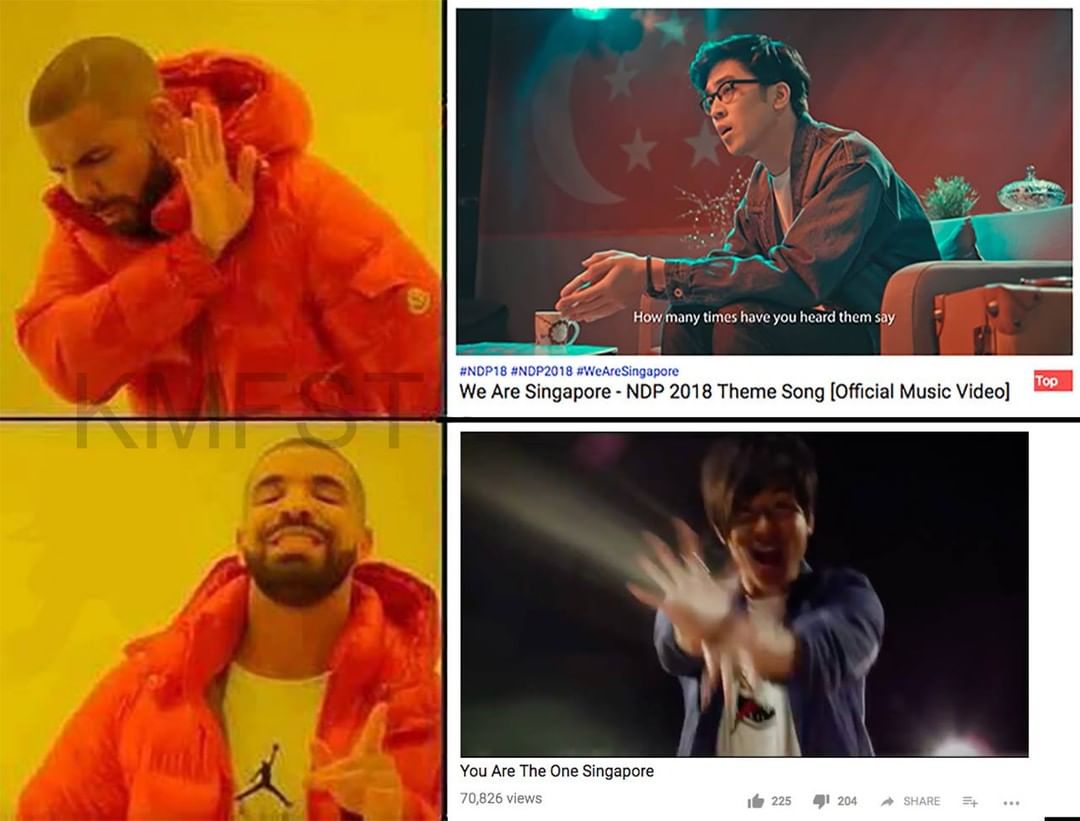 How many times have you heard them say
#NDP18 #NDP2018 #WeAreSingapore
We Are Singapore - NDP 2018 Theme Song [Official Music Video]
Top
KMFST
You Are The One Singapore
70,826 views
225
204
SHARE